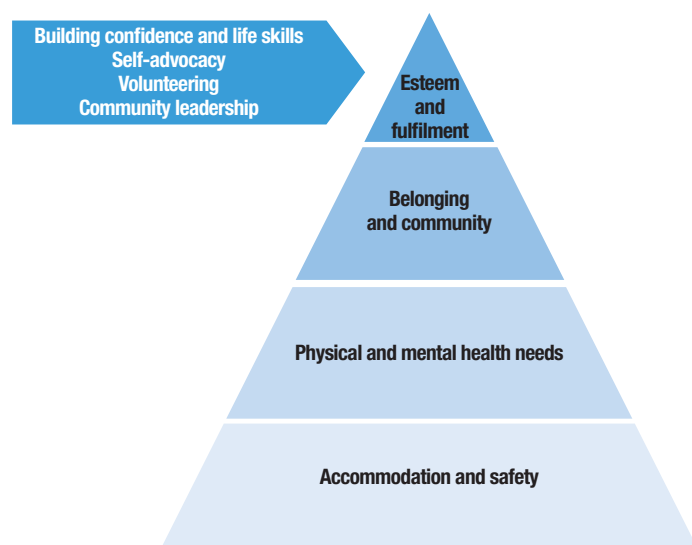 Building confidence and life skills
Self-advocacy
Volunteering
Community leadership
Esteem
and
fulfilment
Belonging
and community
Physical and mental health needs
Accommodation and safety